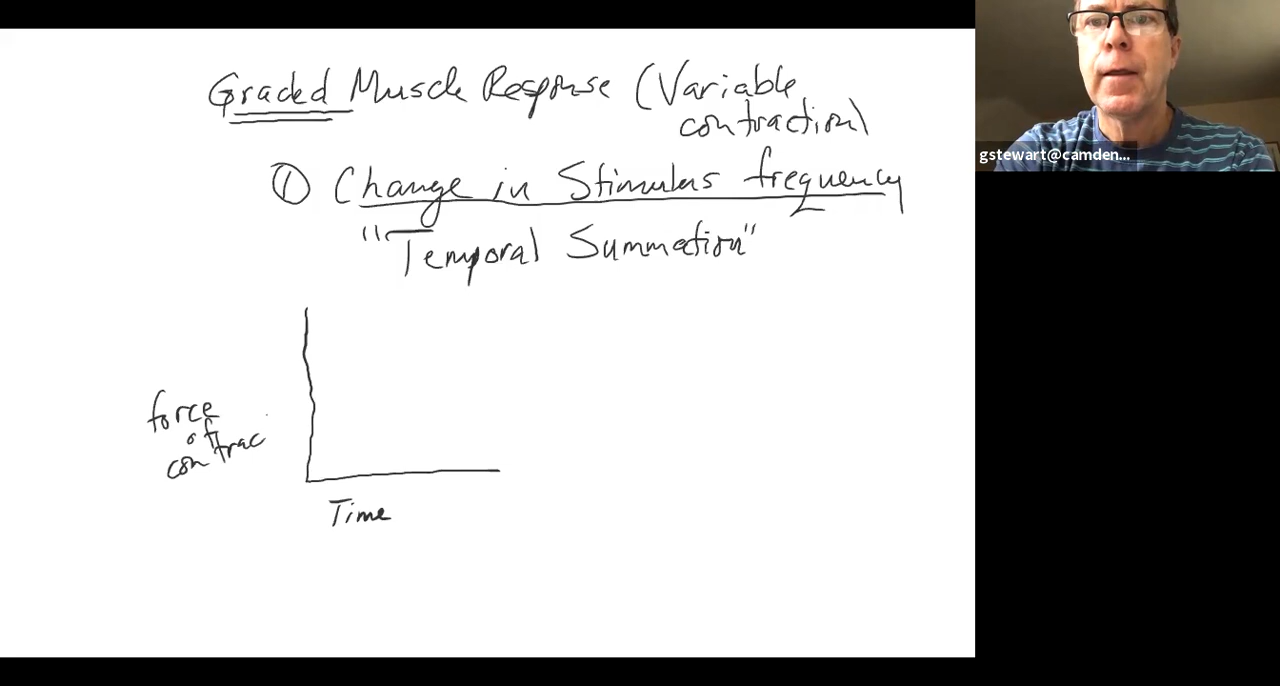 Graded Muscle Response (Variable
contraction)
① Change in Stimulus frequency
"Temporal Summation"
force
of
contrac
Time
gstewart@camden...